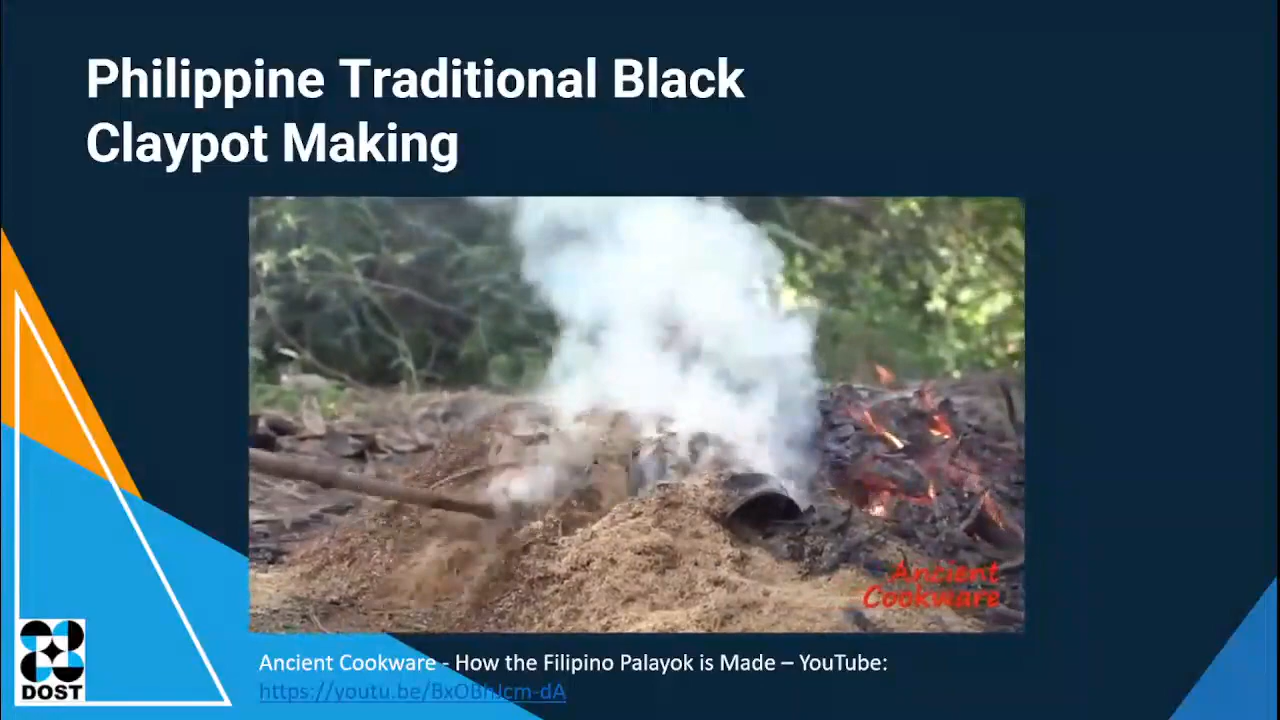 Philippine Traditional Black
Claypot Making
Ancient
Cookware
Ancient Cookware - How the Filipino Palayok is Made – YouTube:
DOST